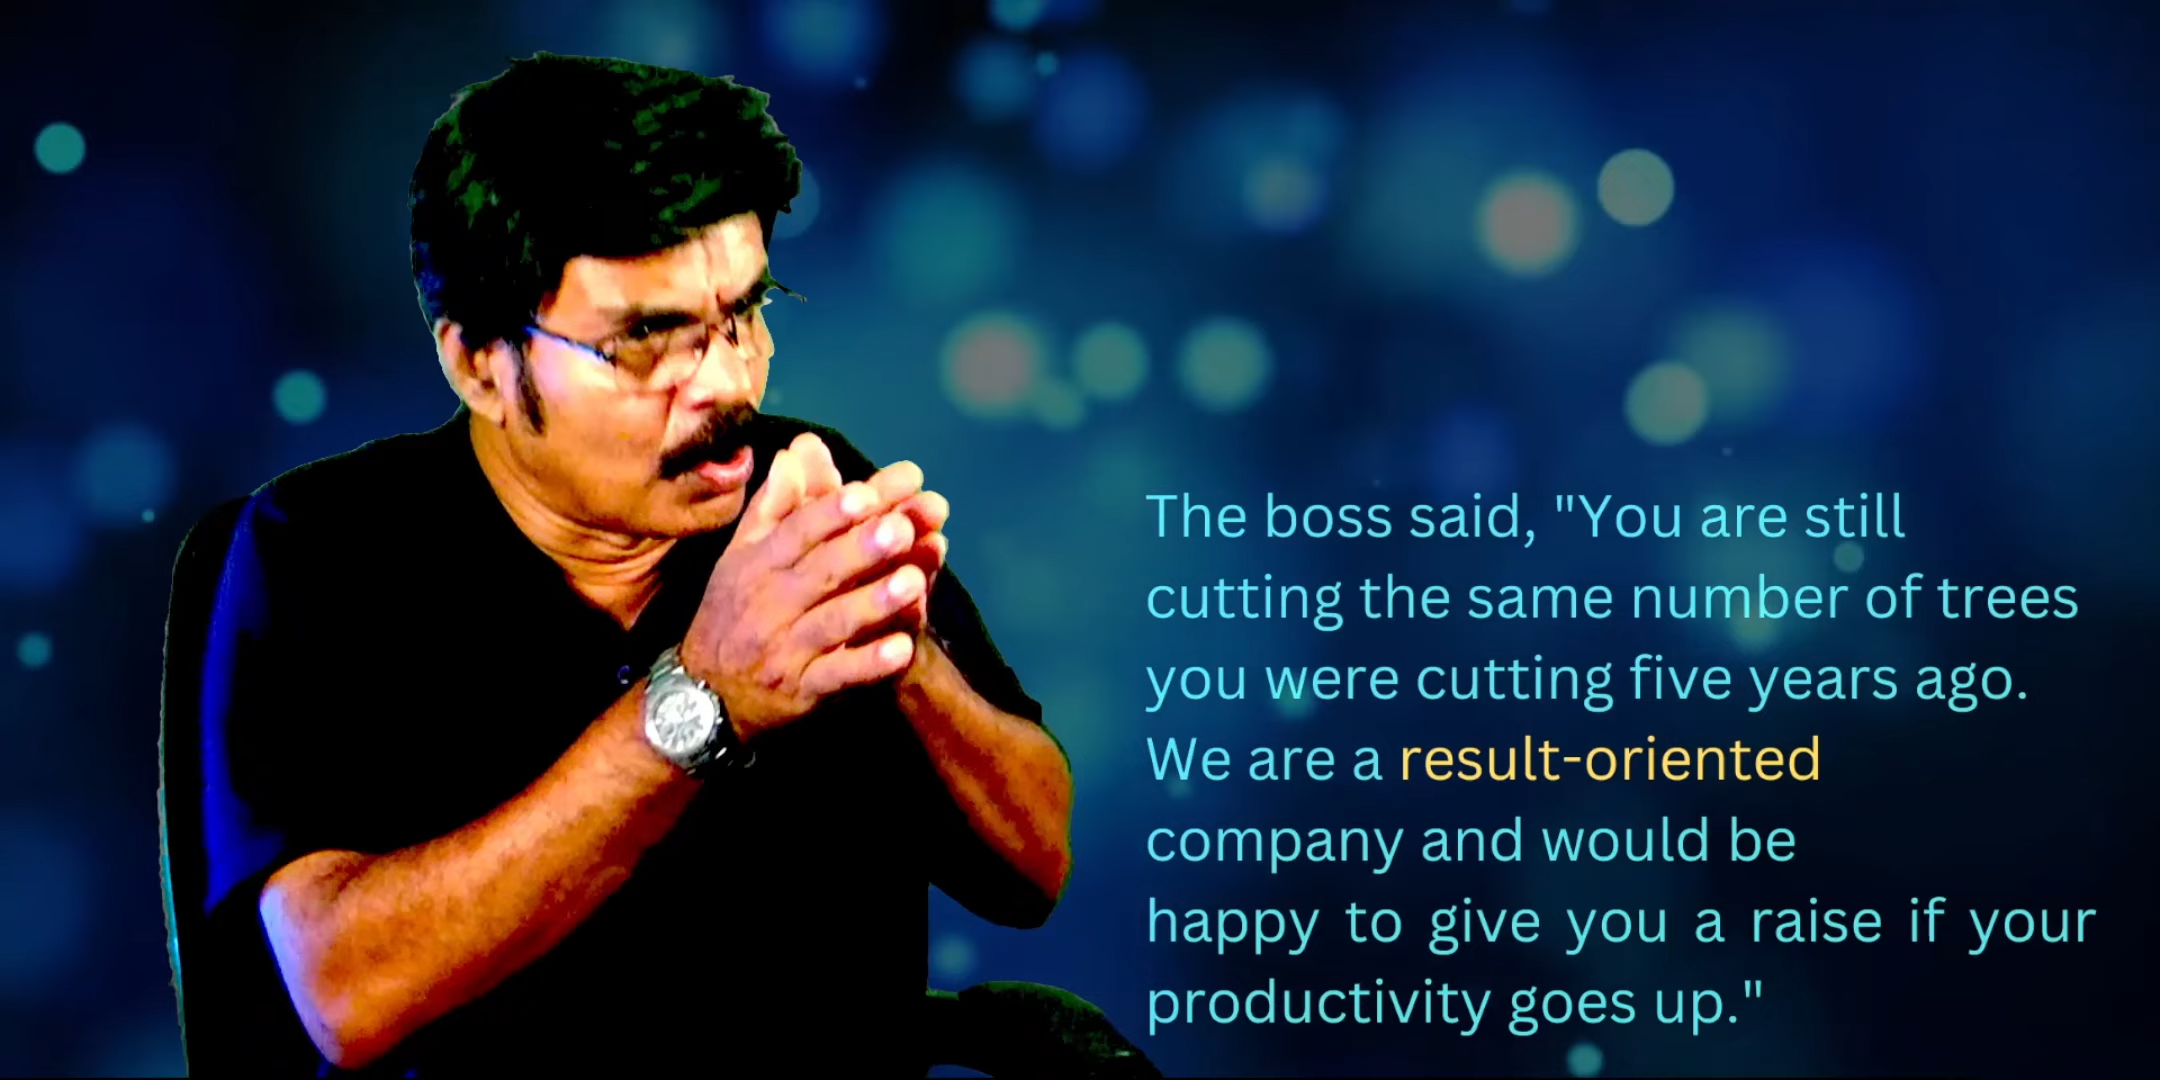 The boss said, "You are still
cutting the same number of trees
you were cutting five years ago.
We are a result-oriented
company and would be
happy to give you a raise if your
productivity goes up."